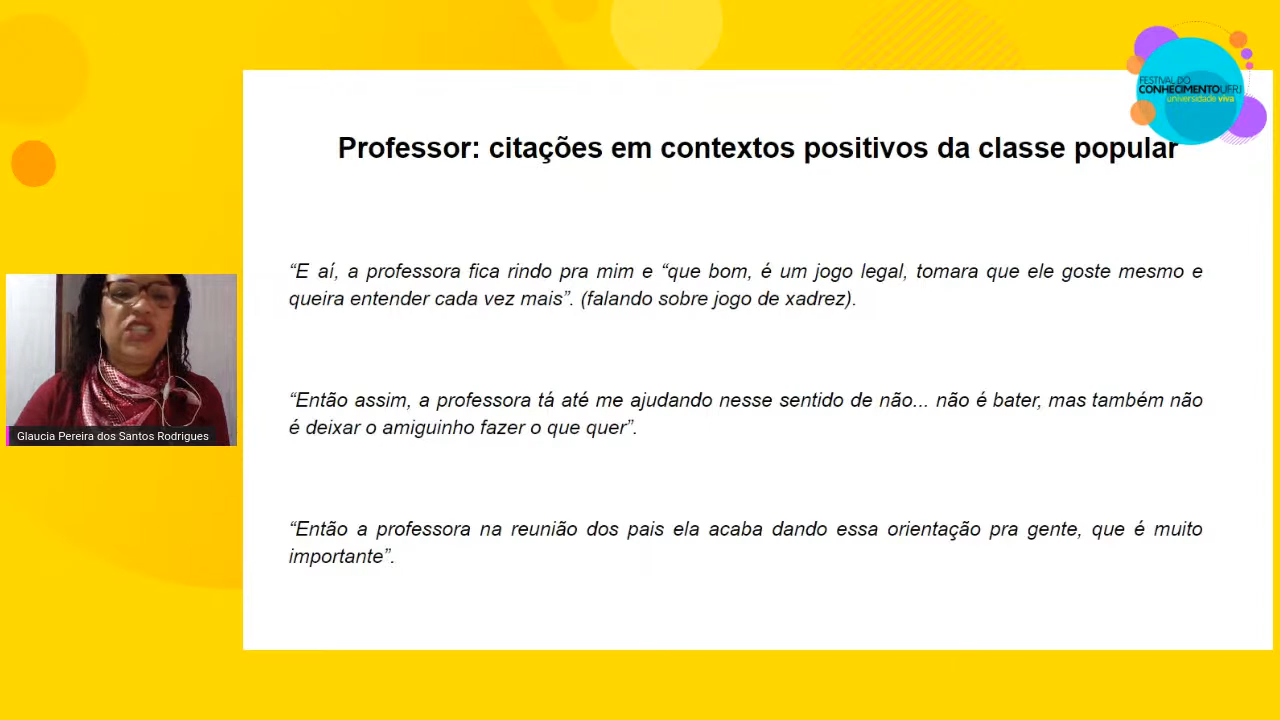 FESTIVAL DO
CONHECIMENTO UFRJ
universidade viva
Professor: citações em contextos positivos da classe popular
“E aí, a professora fica rindo pra mim e “que bom, é um jogo legal, tomara que ele goste mesmo e
queira entender cada vez mais”. (falando sobre jogo de xadrez).
“Então assim, a professora tá até me ajudando nesse sentido de não... não é bater, mas também não
é deixar o amiguinho fazer o que quer”.
Glaucia Pereira dos Santos Rodrigues
“Então a professora na reunião dos pais ela acaba dando essa orientação pra gente, que é muito
importante”.